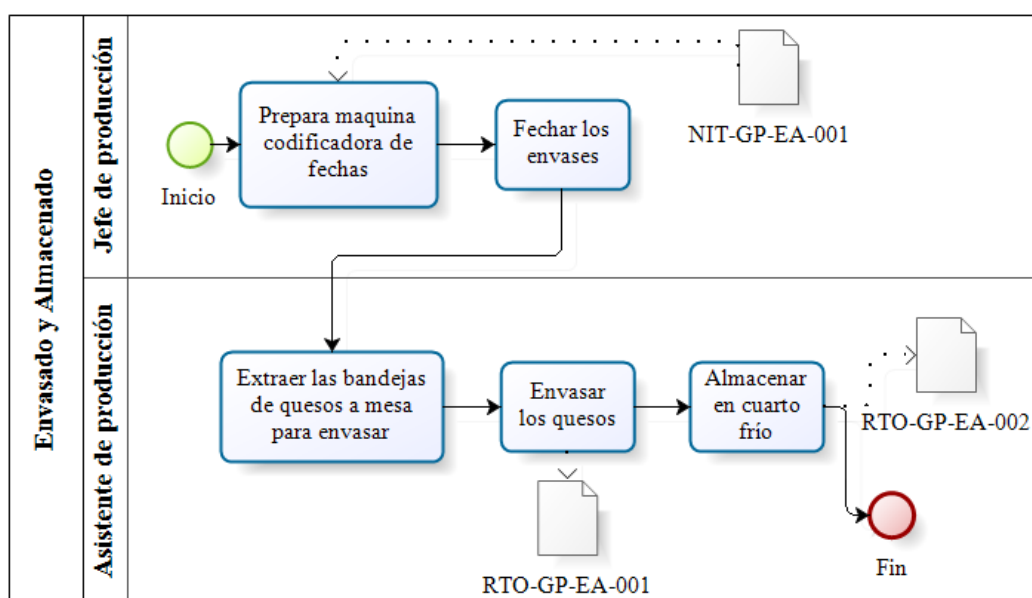 Envasado y Almacenado
Jefe de producción
Inicio
Prepara maquina
codificadora de
fechas
Fechar los
envases
NIT-GP-EA-001
Asistente de producción
Extraer las bandejas
de quesos a mesa
para envasar
Envasar
los quesos
Almacenar
en cuarto
frío
RTO-GP-EA-002
RTO-GP-EA-001
Fin